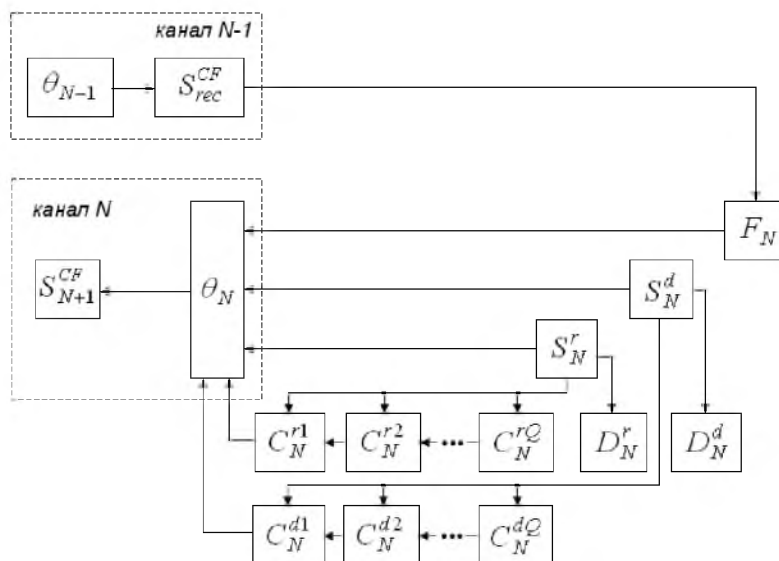 канал N-1
θ_{N-1} S_{rec}^{CF}
канал N
F_N
S_{N+1}^{CF} θ_N S_N^d
S_N^r
C_N^{r1} C_N^{r2} ••• C_N^{rQ} D_N^r D_N^d
C_N^{d1} C_N^{d2} ••• C_N^{dQ}